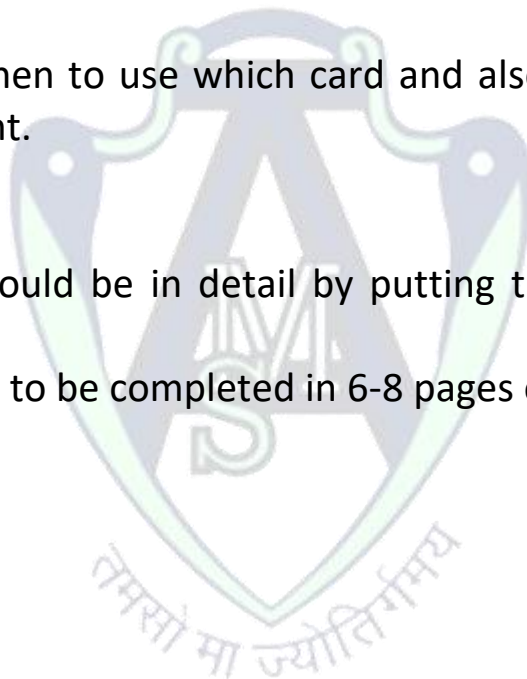 hen to use which card and also
nt.
ould be in detail by putting t
to be completed in 6-8 pages
A
M
S
तमसो मा ज्योतिर्गमय